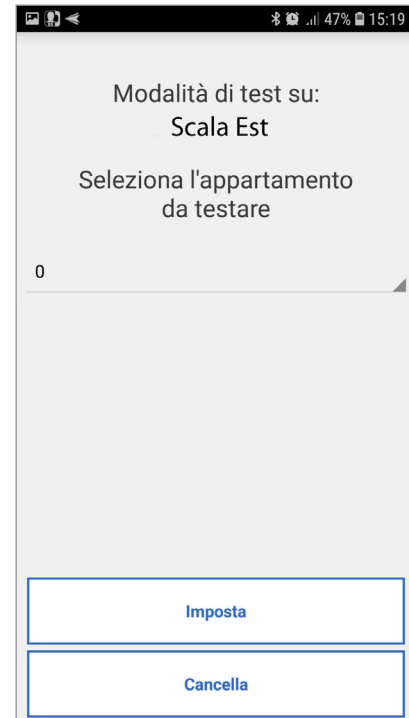 47% 15:19
Modalità di test su:
Scala Est
Seleziona l'appartamento
da testare
0
Imposta
Cancella